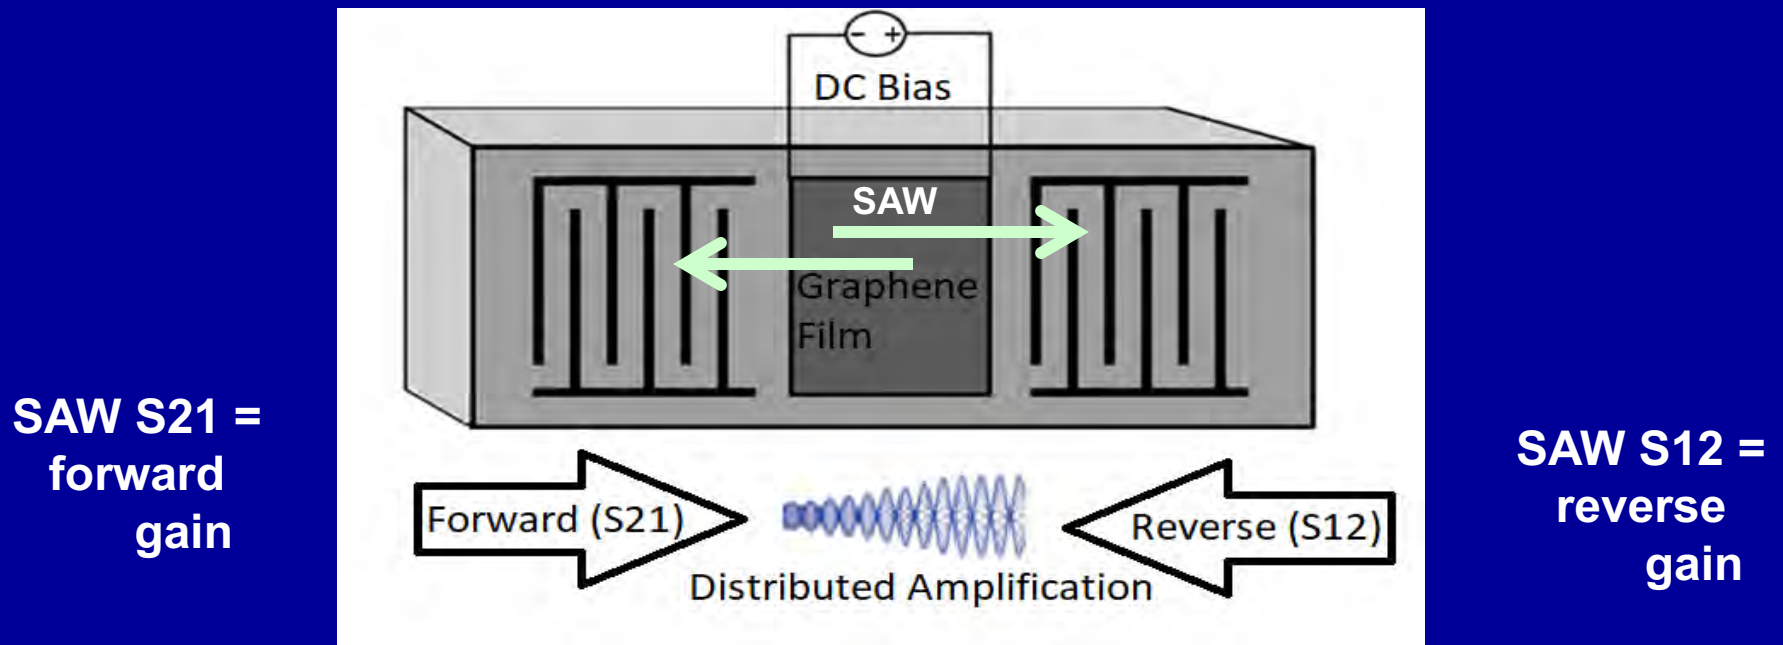 - +
DC Bias
SAW
Graphene
Film
SAW S21 =
forward
gain
SAW S12 =
reverse
gain
Forward (S21)
Reverse (S12)
Distributed Amplification